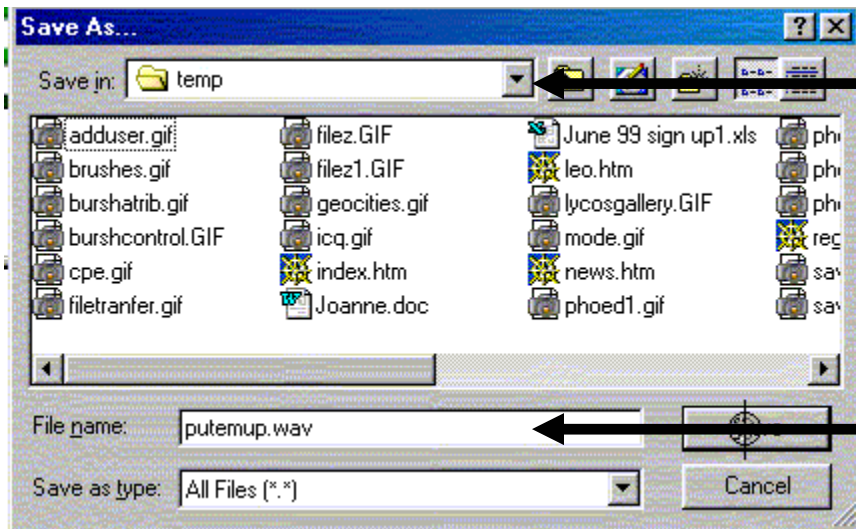 Save As...
Save in: temp
adduser.gif filez.GIF June 99 sign up1.xls
brushes.gif filez1.GIF leo.htm
burshatrib.gif geocities.gif lycosgallery.GIF
burshcontrol.GIF icq.gif mode.gif
cpe.gif index.htm news.htm
filetranfer.gif Joanne.doc phoed1.gif
File name: putemup.wav
Save as type: All Files (*.*) Cancel